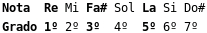 Nota Re Mi Fa# Sol La Si Do#
Grado 1º 2º 3º 4º 5º 6º 7º